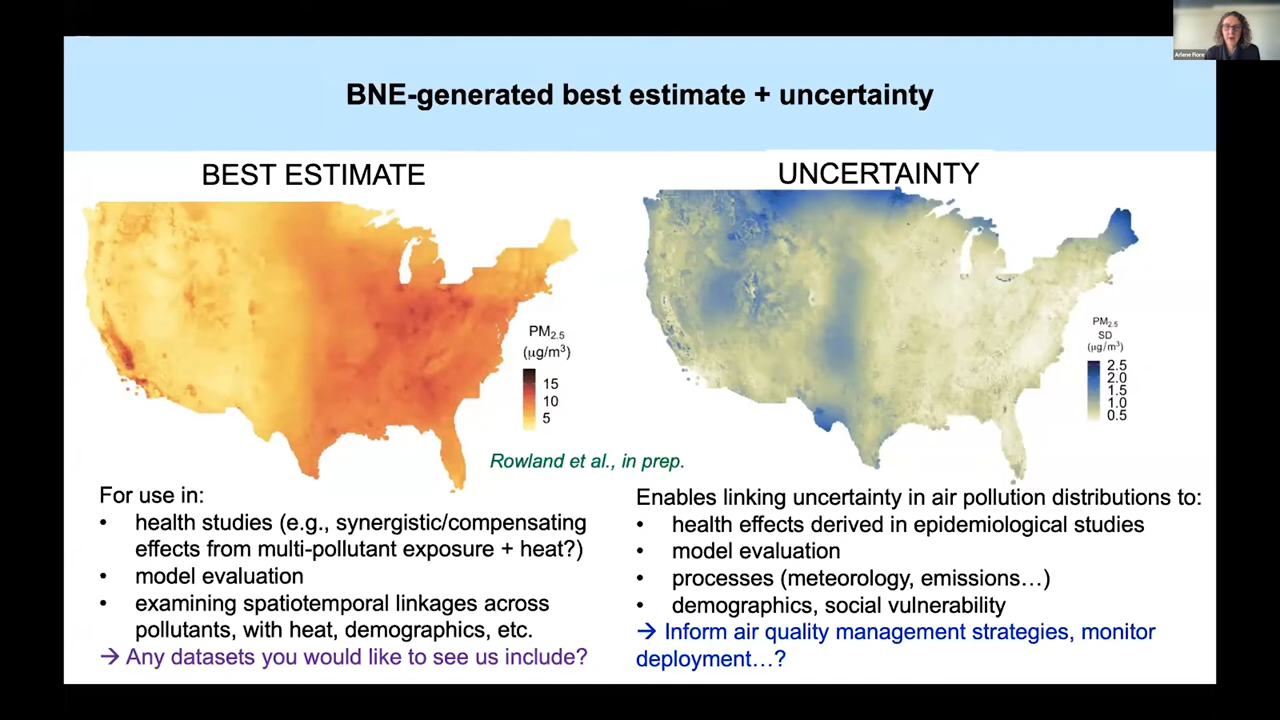 Arlene Fiore
BNE-generated best estimate + uncertainty
BEST ESTIMATE
PM2.5
(μg/m3)
15
10
5
UNCERTAINTY
PM2.5
SD
(μg/m3)
2.5
2.0
1.5
1.0
0.5
Rowland et al., in prep.
For use in:
• health studies (e.g., synergistic/compensating
effects from multi-pollutant exposure + heat?)
• model evaluation
• examining spatiotemporal linkages across
pollutants, with heat, demographics, etc.
→ Any datasets you would like to see us include?
Enables linking uncertainty in air pollution distributions to:
• health effects derived in epidemiological studies
• model evaluation
• processes (meteorology, emissions…)
• demographics, social vulnerability
→ Inform air quality management strategies, monitor
deployment…?